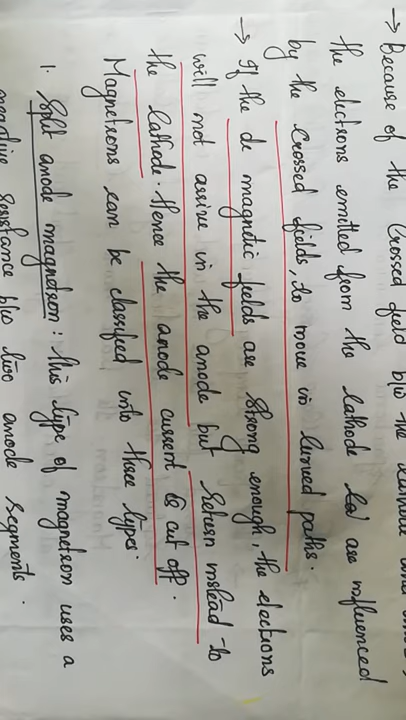 → Because of the Crossed field b/w the cathode and
the electrons emitted from the Cathode are influenced
by the Crossed fields, to move in Curved paths.
→ If the dc magnetic fields are strong enough, the electrons
will not arrive in the anode but return instead to
the Cathode. Hence the anode current is cut off.
Magnetrons can be classified into three types.
1. Split anode magnetron: this type of magnetron uses a
negative resistance b/w two anode segments.